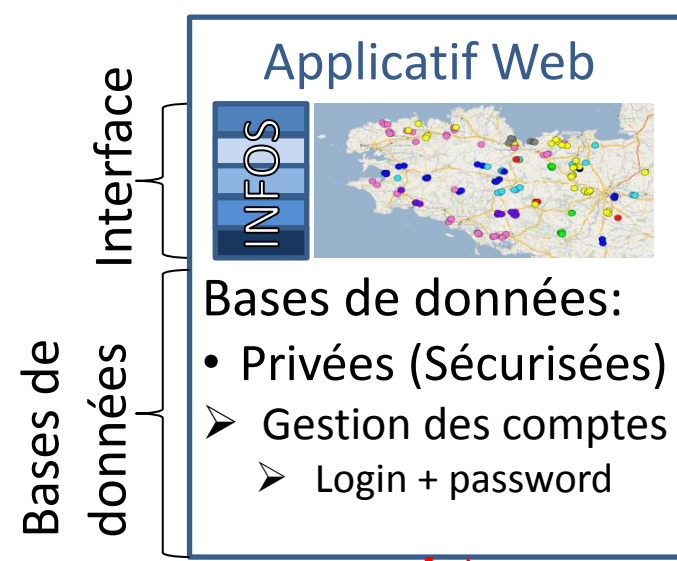 Applicatif Web
Interface
INFOS
Bases de
données
Bases de données:
• Privées (Sécurisées)
➢ Gestion des comptes
➢ Login + password